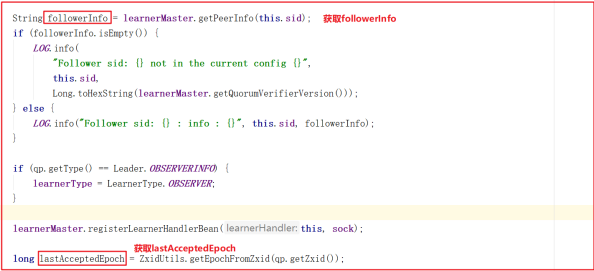 String followerInfo = learnerMaster.getPeerInfo(this.sid); 获取followerInfo
if (followerInfo.isEmpty()) {
LOG.info(
"Follower sid: {} not in the current config {}",
this.sid,
Long.toHexString(learnerMaster.getQuorumVerifierVersion()));
} else {
LOG.info("Follower sid: {} : info : {}", this.sid, followerInfo);
}
if (qp.getType() == Leader.OBSERVERINFO) {
learnerType = LearnerType.OBSERVER;
}
learnerMaster.registerLearnerHandlerBean( learnerHandler: this, sock);
获取lastAcceptedEpoch
long lastAcceptedEpoch = ZxidUtils.getEpochFromZxid(qp.getZxid());